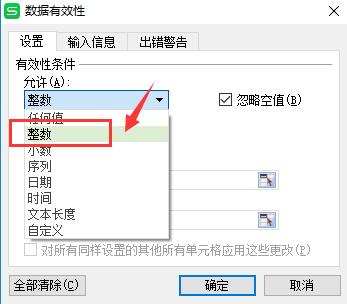 数据有效性
设置 输入信息 出错警告
有效性条件
允许(A):
整数 忽略空值(B)
任何值
整数
小数
序列
日期
时间
文本长度
自定义
对所有同样设置的其他所有单元格应用这些更改(P)
全部清除(C) 确定 取消